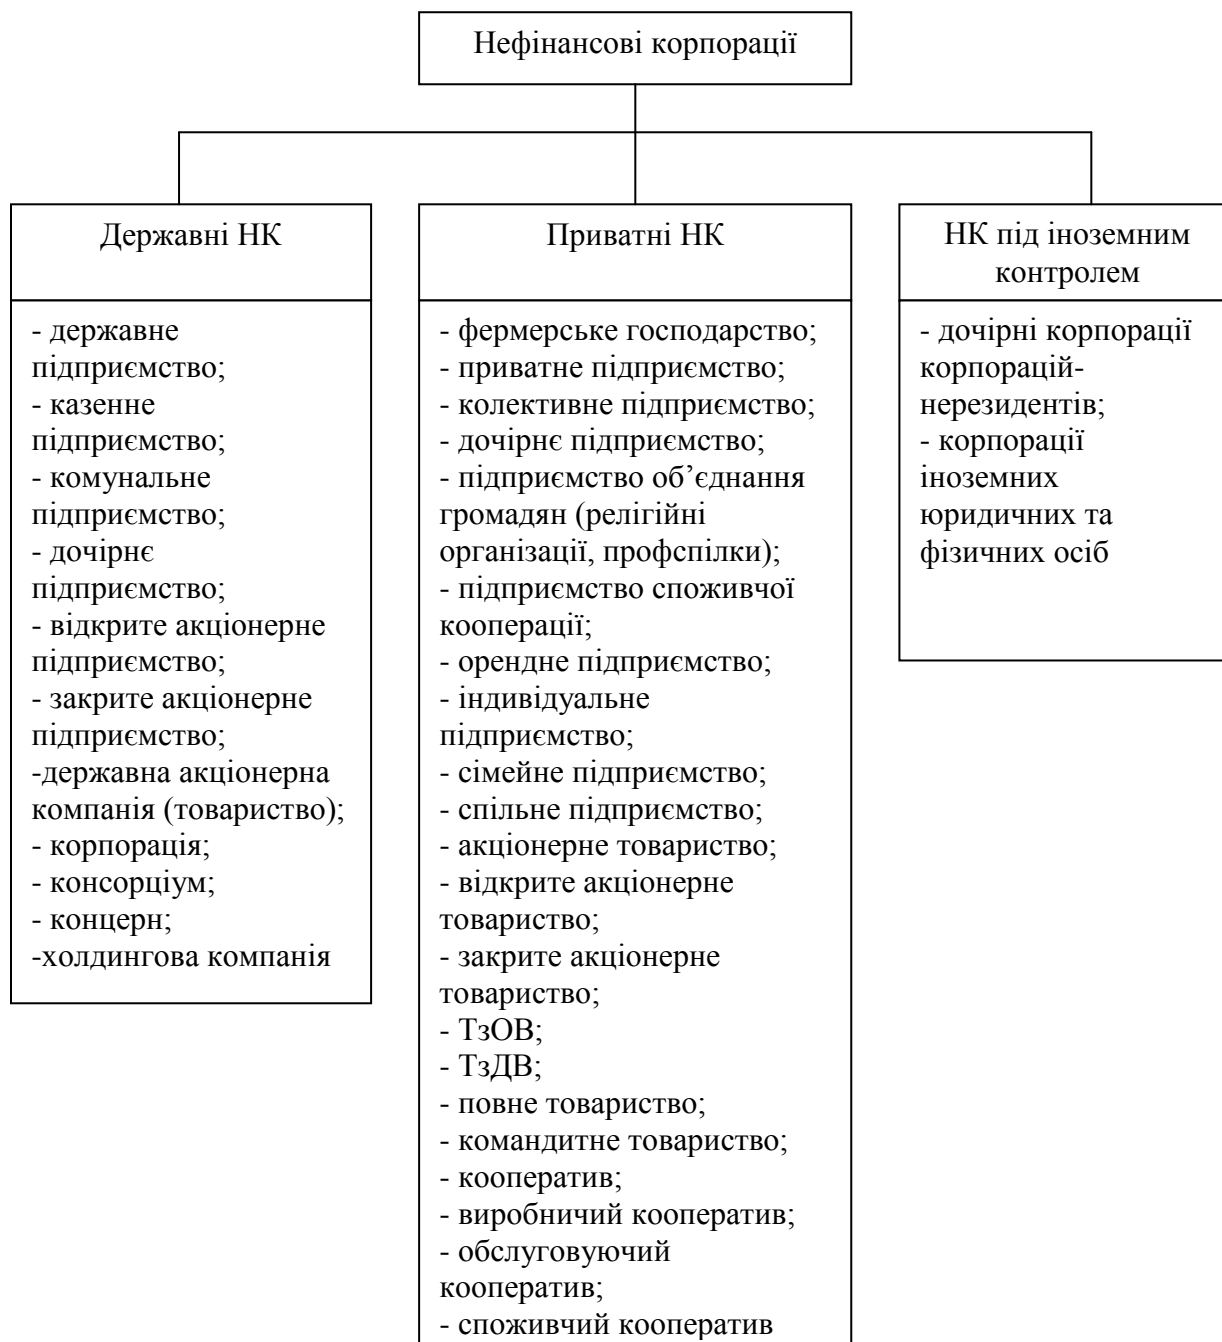 Нефінансові корпорації
Державні НК
- державне
підприємство;
- казенне
підприємство;
- комунальне
підприємство;
- дочірнє
підприємство;
- відкрите акціонерне
підприємство;
- закрите акціонерне
підприємство;
-державна акціонерна
компанія (товариство);
- корпорація;
- консорціум;
- концерн;
-холдингова компанія
Приватні НК
- фермерське господарство;
- приватне підприємство;
- колективне підприємство;
- дочірнє підприємство;
- підприємство об’єднання
громадян (релігійні
організації, профспілки);
- підприємство споживчої
кооперації;
- орендне підприємство;
- індивідуальне
підприємство;
- сімейне підприємство;
- спільне підприємство;
- акціонерне товариство;
- відкрите акціонерне
товариство;
- закрите акціонерне
товариство;
- ТзОВ;
- ТзДВ;
- повне товариство;
- командитне товариство;
- кооператив;
- виробничий кооператив;
- обслуговуючий
кооператив;
- споживчий кооператив
НК під іноземним
контролем
- дочірні корпорації
корпорацій-
нерезидентів;
- корпорації
іноземних
юридичних та
фізичних осіб